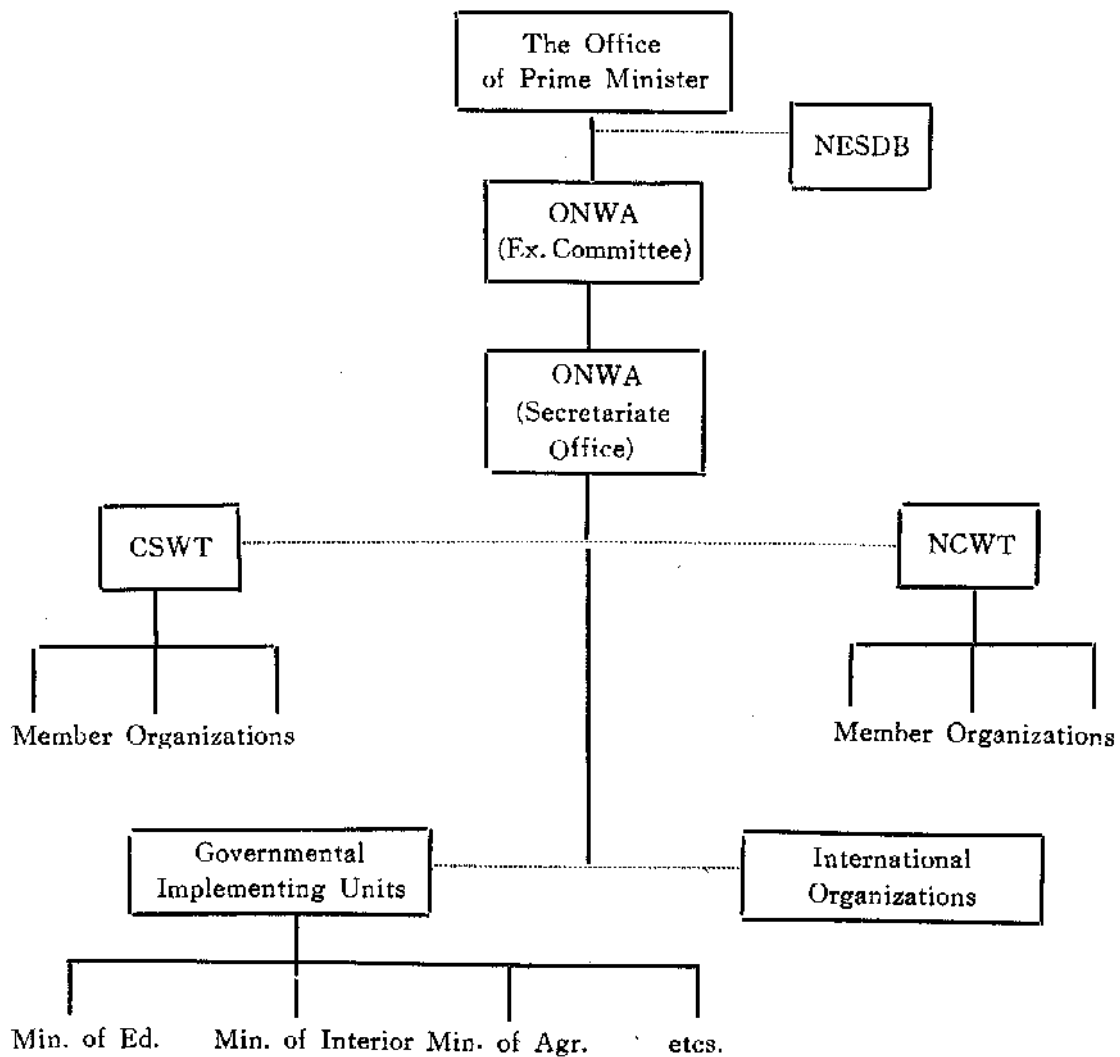 The Office
of Prime Minister
NESDB
ONWA
(Ex. Committee)
ONWA
(Secretariate
Office)
CSWT
NCWT
Member Organizations
Member Organizations
Governmental
Implementing Units
International
Organizations
Min. of Ed. Min. of Interior Min. of Agr. etcs.